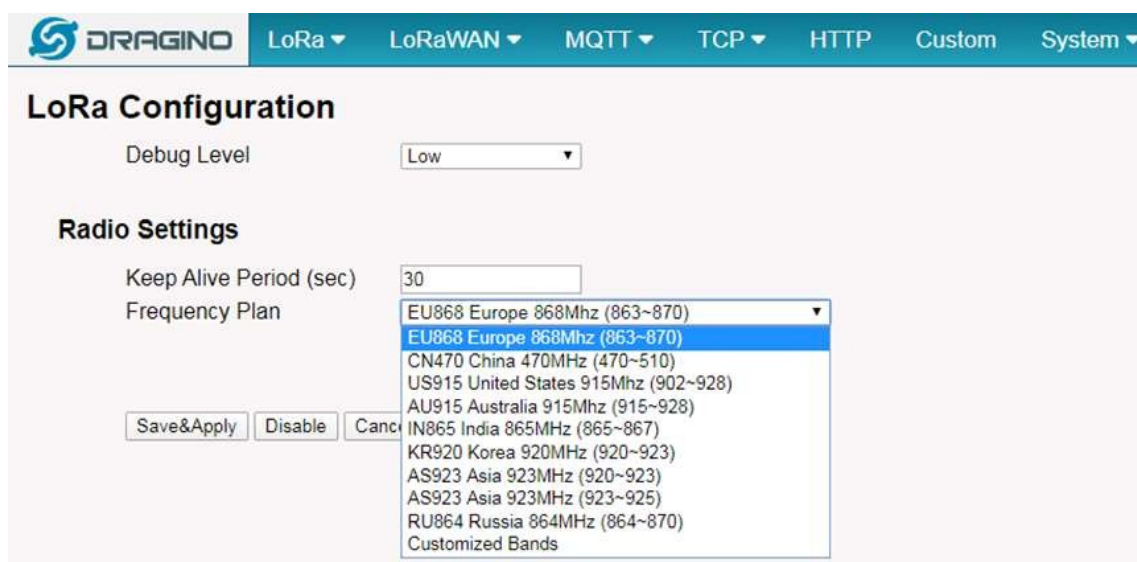 DRAGINO LoRa LoRaWAN MQTT TCP HTTP Custom System
LoRa Configuration
Debug Level Low
Radio Settings
Keep Alive Period (sec) 30
Frequency Plan EU868 Europe 868Mhz (863~870)
EU868 Europe 868Mhz (863~870)
CN470 China 470MHz (470~510)
US915 United States 915Mhz (902~928)
AU915 Australia 915Mhz (915~928)
Save&Apply Disable IN865 India 865MHz (865~867)
KR920 Korea 920MHz (920~923)
AS923 Asia 923MHz (920~923)
AS923 Asia 923MHz (923~925)
RU864 Russia 864MHz (864~870)
Customized Bands